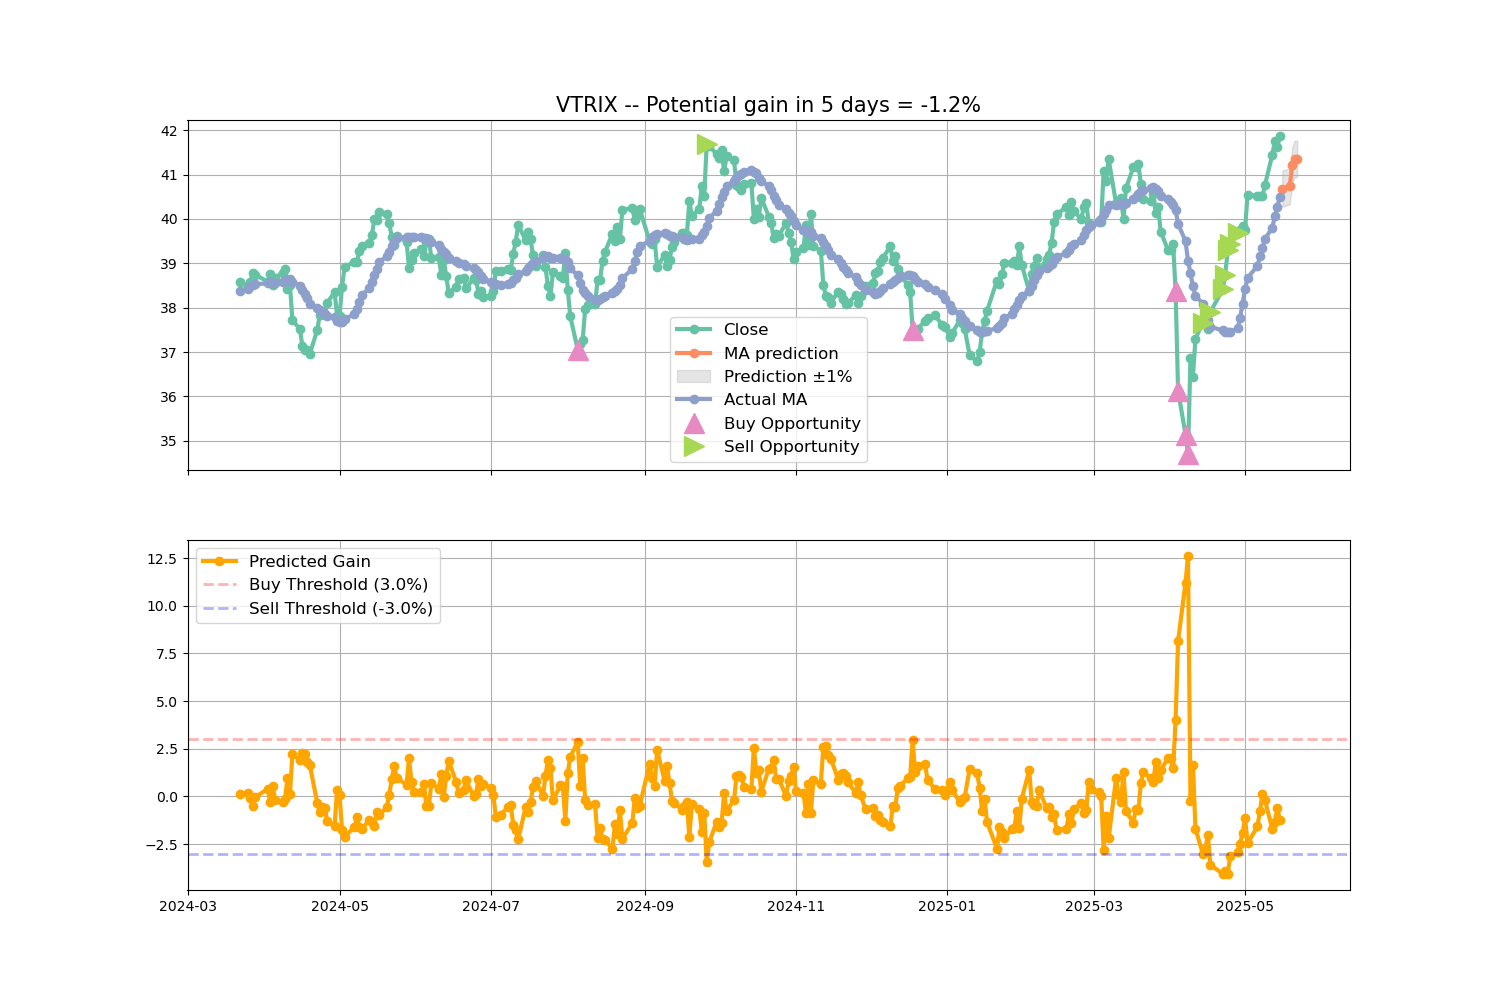 VTRIX -- Potential gain in 5 days = -1.2%
42
41
40
39
38
37
36
35
Close
MA prediction
Prediction ±1%
Actual MA
Buy Opportunity
Sell Opportunity
12.5
10.0
7.5
5.0
2.5
0.0
−2.5
Predicted Gain
Buy Threshold (3.0%)
Sell Threshold (-3.0%)
2024-03
2024-05
2024-07
2024-09
2024-11
2025-01
2025-03
2025-05